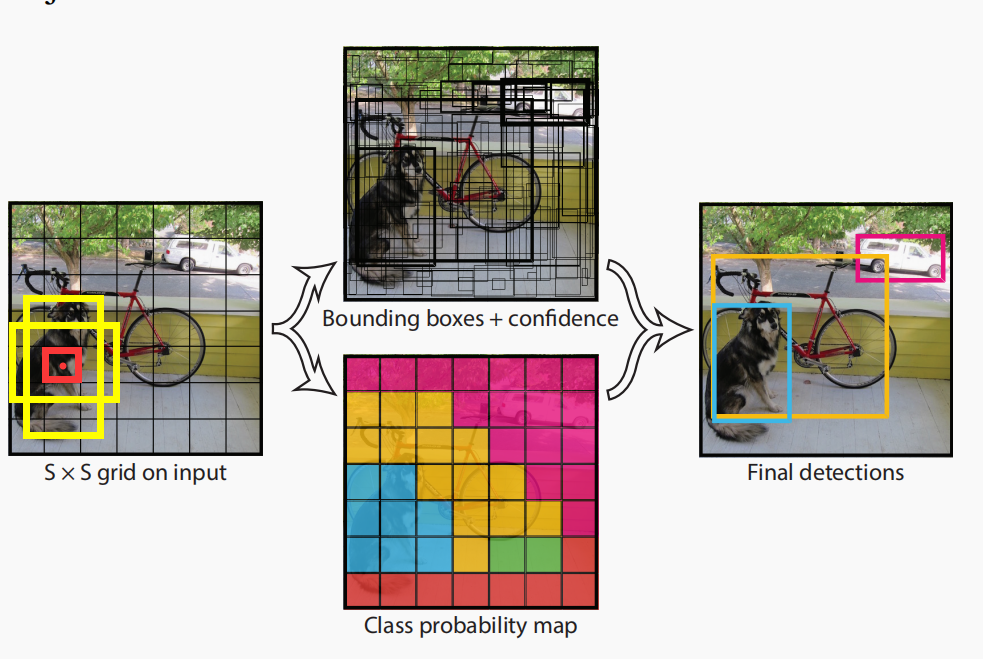 Bounding boxes + confidence
S × S grid on input
Final detections
Class probability map